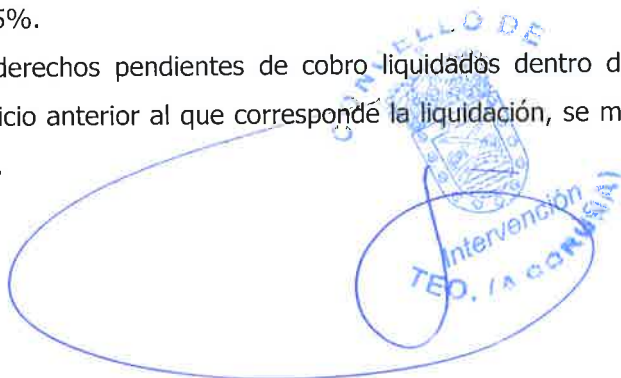 5%.
derechos pendientes de cobro liquidados dentro d
icio anterior al que corresponde la liquidación, se m
CONCELLO DE
Intervención
TEO. (A CORUÑA)